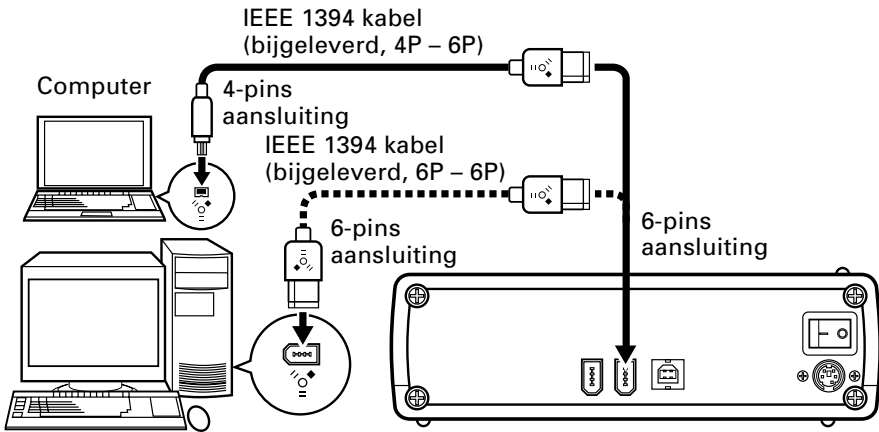 IEEE 1394 kabel
(bijgeleverd, 4P – 6P)
Computer
4-pins
aansluiting
IEEE 1394 kabel
(bijgeleverd, 6P – 6P)
6-pins
aansluiting
6-pins
aansluiting